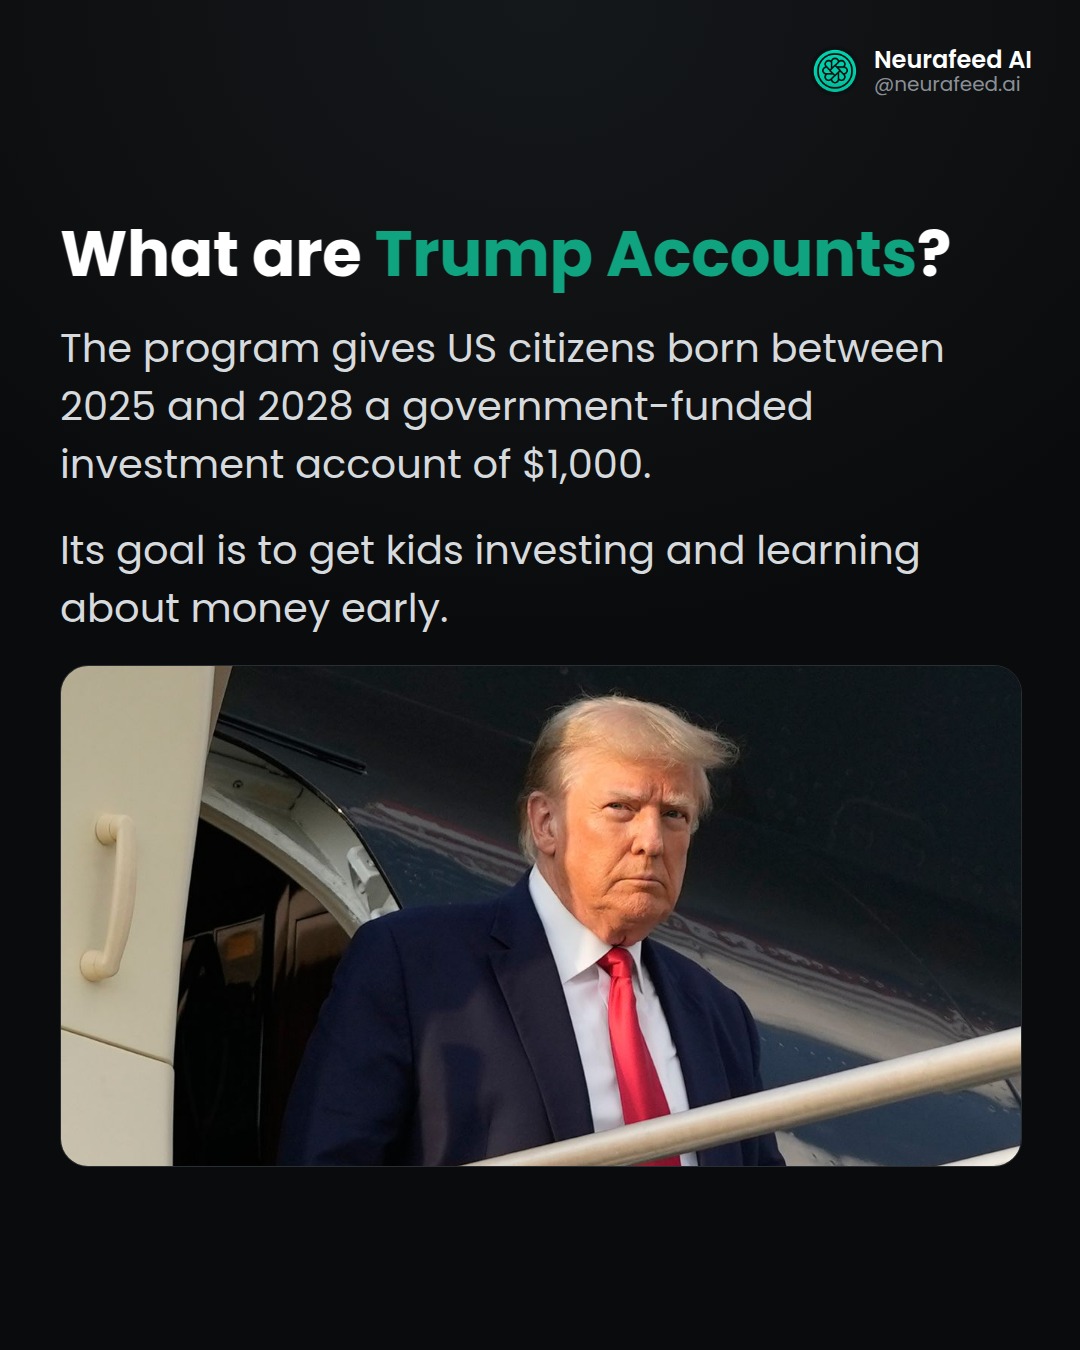 Neurafeed AI
@neurafeed.ai
What are Trump Accounts?
The program gives US citizens born between
2025 and 2028 a government-funded
investment account of $1,000.
Its goal is to get kids investing and learning
about money early.